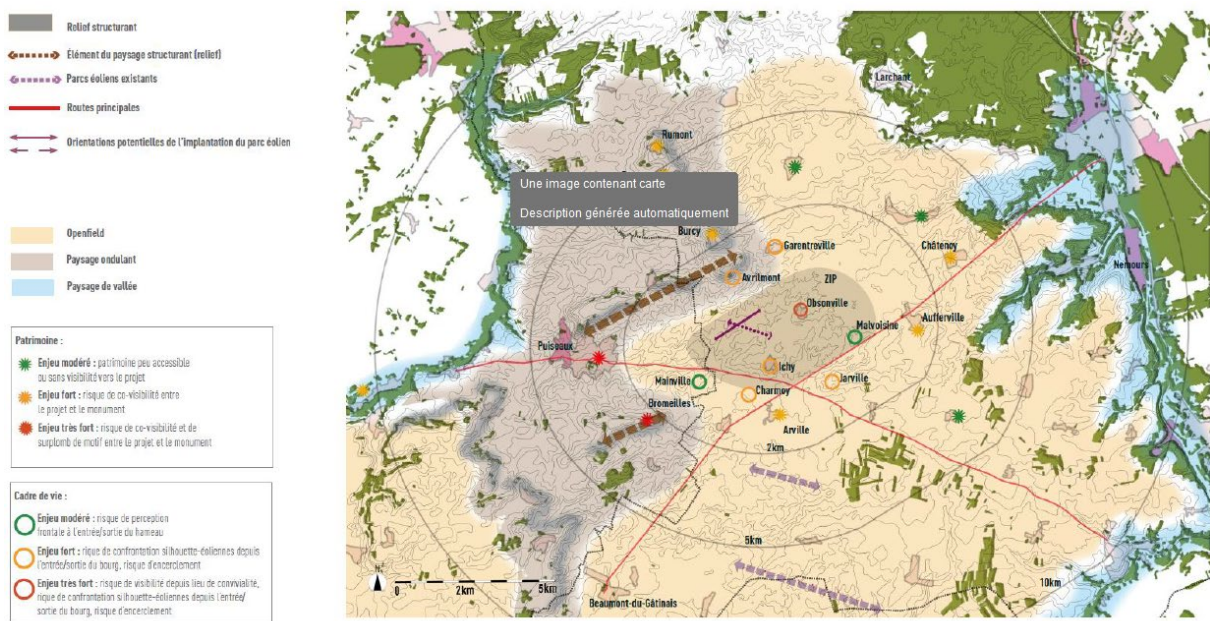 Relief structurant
Élément du paysage structurant (relief)
Parcs éoliens existants
Routes principales
Orientations potentielles de l'implantation du parc éolien
Openfield
Paysage ondulant
Paysage de vallée
Patrimoine :
Enjeu modéré : patrimoine peu accessible
ou sans visibilité vers le projet
Enjeu fort : risque de co-visibilité entre
le projet et le monument
Enjeu très fort : risque de co-visibilité et de
surplomb de motif entre le projet et le monument
Cadre de vie :
Enjeu modéré : risque de perception
frontale à l'entrée/sortie du hameau
Enjeu fort : rique de confrontation silhouette-éoliennes depuis
l'entrée/sortie du bourg, risque d'encerclement
Enjeu très fort : risque de visibilité depuis lieu de convivialité,
rique de confrontation silhouette-éoliennes depuis l'entrée/
sortie du bourg, risque d'encerclement
Larchant
Rumont
Une image contenant carte
Description générée automatiquement
Burcy
Garentreville
Châtenoy
Nemours
Avrilmont
ZIP
Obsonville
Aufferville
Malvoisine
Puiseaux
Ichy
Mainville
Jarville
Charmoy
Bromeilles
Arville
2km
5km
10km
0
2km
5km
Beaumont-du-Gâtinais